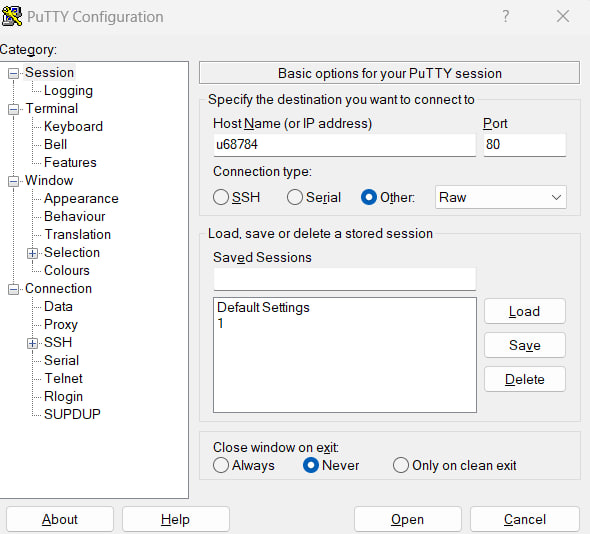 PuTTY Configuration
Category:
Session
Logging
Terminal
Keyboard
Bell
Features
Window
Appearance
Behaviour
Translation
Selection
Colours
Connection
Data
Proxy
SSH
Serial
Telnet
Rlogin
SUPDUP
Basic options for your PuTTY session
Specify the destination you want to connect to
Host Name (or IP address) Port
u68784 80
Connection type:
SSH Serial Other: Raw
Load, save or delete a stored session
Saved Sessions
Default Settings
1
Load
Save
Delete
Close window on exit:
Always Never Only on clean exit
About Help Open Cancel